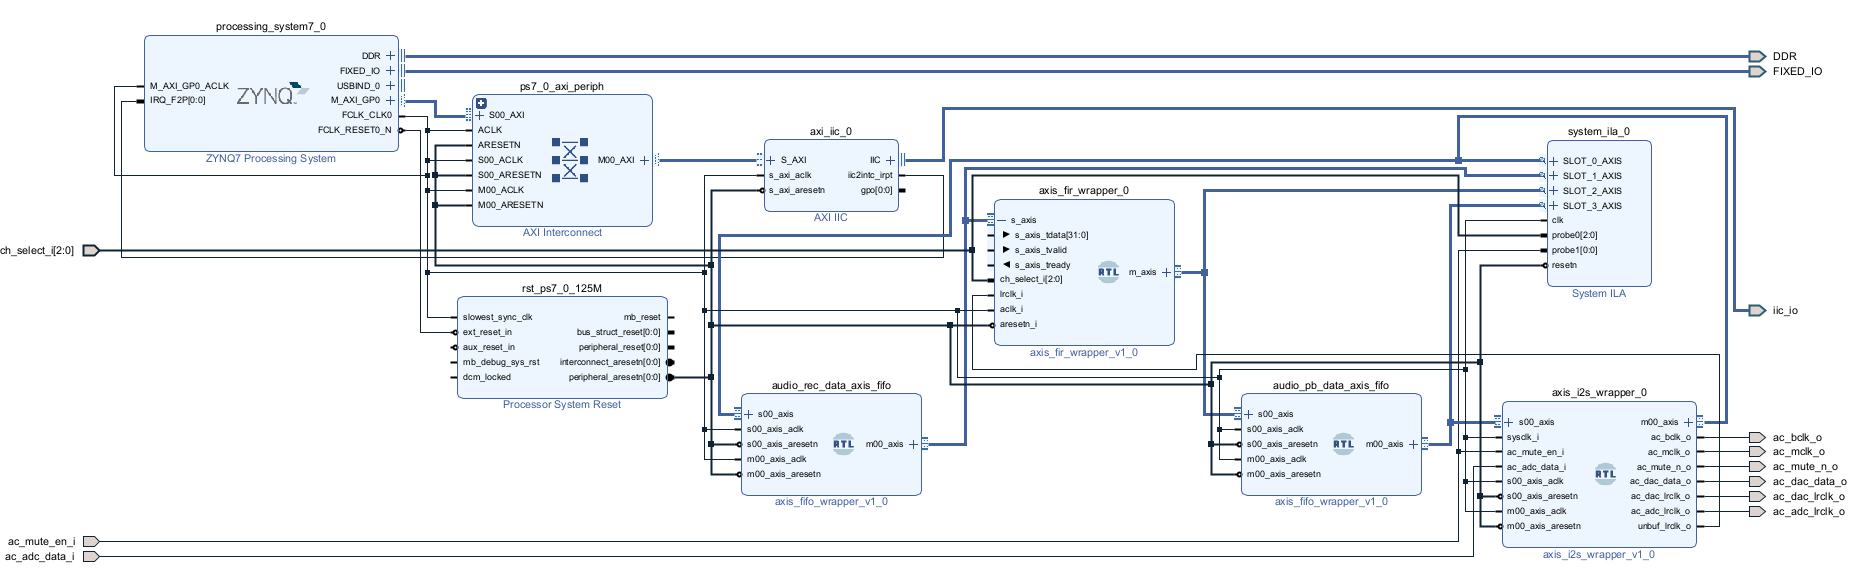 processing_system7_0
DDR
FIXED_IO
USBIND_0
M_AXI_GP0
FCLK_CLK0
FCLK_RESET0_N
M_AXI_GP0_ACLK
IRQ_F2P[0:0]
ZYNQ
ZYNQ7 Processing System
ps7_0_axi_periph
S00_AXI
ACLK
ARESETN
S00_ACLK
S00_ARESETN
M00_ACLK
M00_ARESETN
M00_AXI
AXI Interconnect
axi_iic_0
S_AXI
s_axi_aclk
s_axi_aresetn
IIC
iic2intc_irpt
gpo[0:0]
AXI IIC
axis_fir_wrapper_0
s_axis
s_axis_tdata[31:0]
s_axis_tvalid
s_axis_tready
ch_select_i[2:0]
lrclk_i
aclk_i
aresetn_i
RTL
m_axis
axis_fir_wrapper_v1_0
system_ila_0
SLOT_0_AXIS
SLOT_1_AXIS
SLOT_2_AXIS
SLOT_3_AXIS
clk
probe0[2:0]
probe1[0:0]
resetn
System ILA
DDR
FIXED_IO
iic_io
ch_select_i[2:0]
rst_ps7_0_125M
slowest_sync_clk
ext_reset_in
aux_reset_in
mb_debug_sys_rst
dcm_locked
mb_reset
bus_struct_reset[0:0]
peripheral_reset[0:0]
interconnect_aresetn[0:0]
peripheral_aresetn[0:0]
Processor System Reset
audio_rec_data_axis_fifo
s00_axis
s00_axis_aclk
s00_axis_aresetn
m00_axis_aclk
m00_axis_aresetn
RTL
m00_axis
axis_fifo_wrapper_v1_0
audio_pb_data_axis_fifo
s00_axis
s00_axis_aclk
s00_axis_aresetn
m00_axis_aclk
m00_axis_aresetn
RTL
m00_axis
axis_fifo_wrapper_v1_0
axis_i2s_wrapper_0
s00_axis
sysclk_i
ac_mute_en_i
ac_adc_data_i
s00_axis_aclk
s00_axis_aresetn
m00_axis_aclk
m00_axis_aresetn
RTL
m00_axis
ac_bclk_o
ac_mclk_o
ac_mute_n_o
ac_dac_data_o
ac_dac_lrclk_o
ac_adc_lrclk_o
unbuf_lrclk_o
axis_i2s_wrapper_v1_0
ac_bclk_o
ac_mclk_o
ac_mute_n_o
ac_dac_data_o
ac_dac_lrclk_o
ac_adc_lrclk_o
ac_mute_en_i
ac_adc_data_i